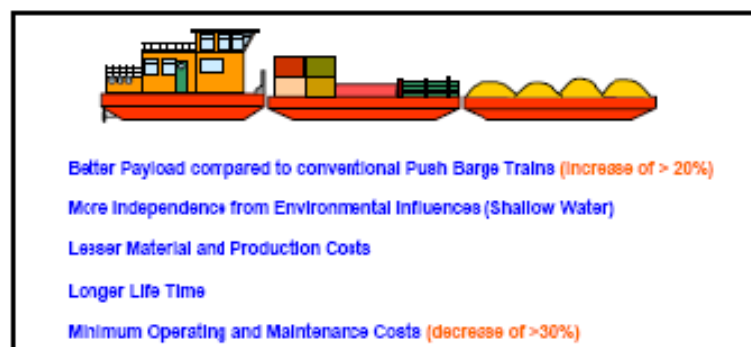 Better Payload compared to conventional Push Barge Trains (increase of > 20%)
More Independence from Environmental Influences (Shallow Water)
Lesser Material and Production Costs
Longer Life Time
Minimum Operating and Maintenance Costs (decrease of >30%)